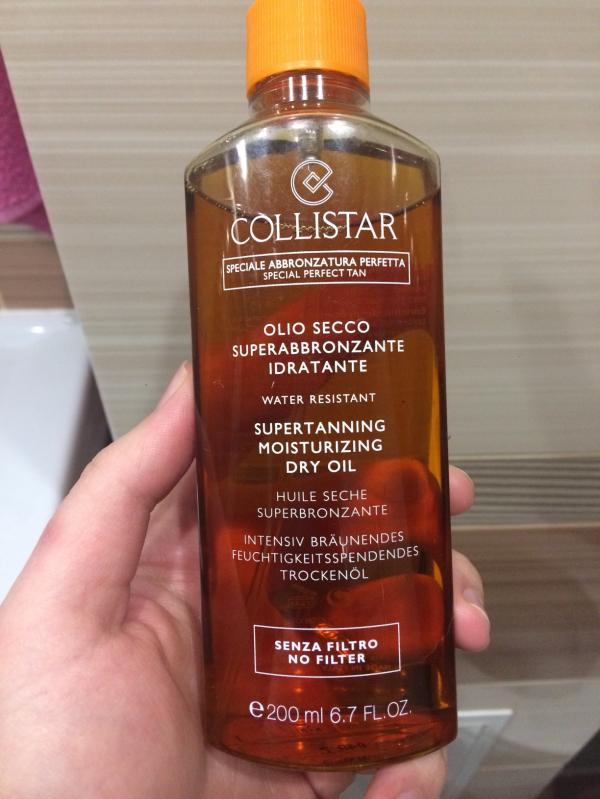 COLLISTAR
SPECIALE ABBRONZATURA PERFETTA
SPECIAL PERFECT TAN
OLIO SECCO
SUPERABBRONZANTE
IDRATANTE
WATER RESISTANT
SUPERTANNING
MOISTURIZING
DRY OIL
HUILE SECHE
SUPERBRONZANTE
INTENSIV BRÄUNENDES
FEUCHTIGKEITSSPENDENDES
TROCKENÖL
SENZA FILTRO
NO FILTER
e 200 ml 6.7 FL.OZ.